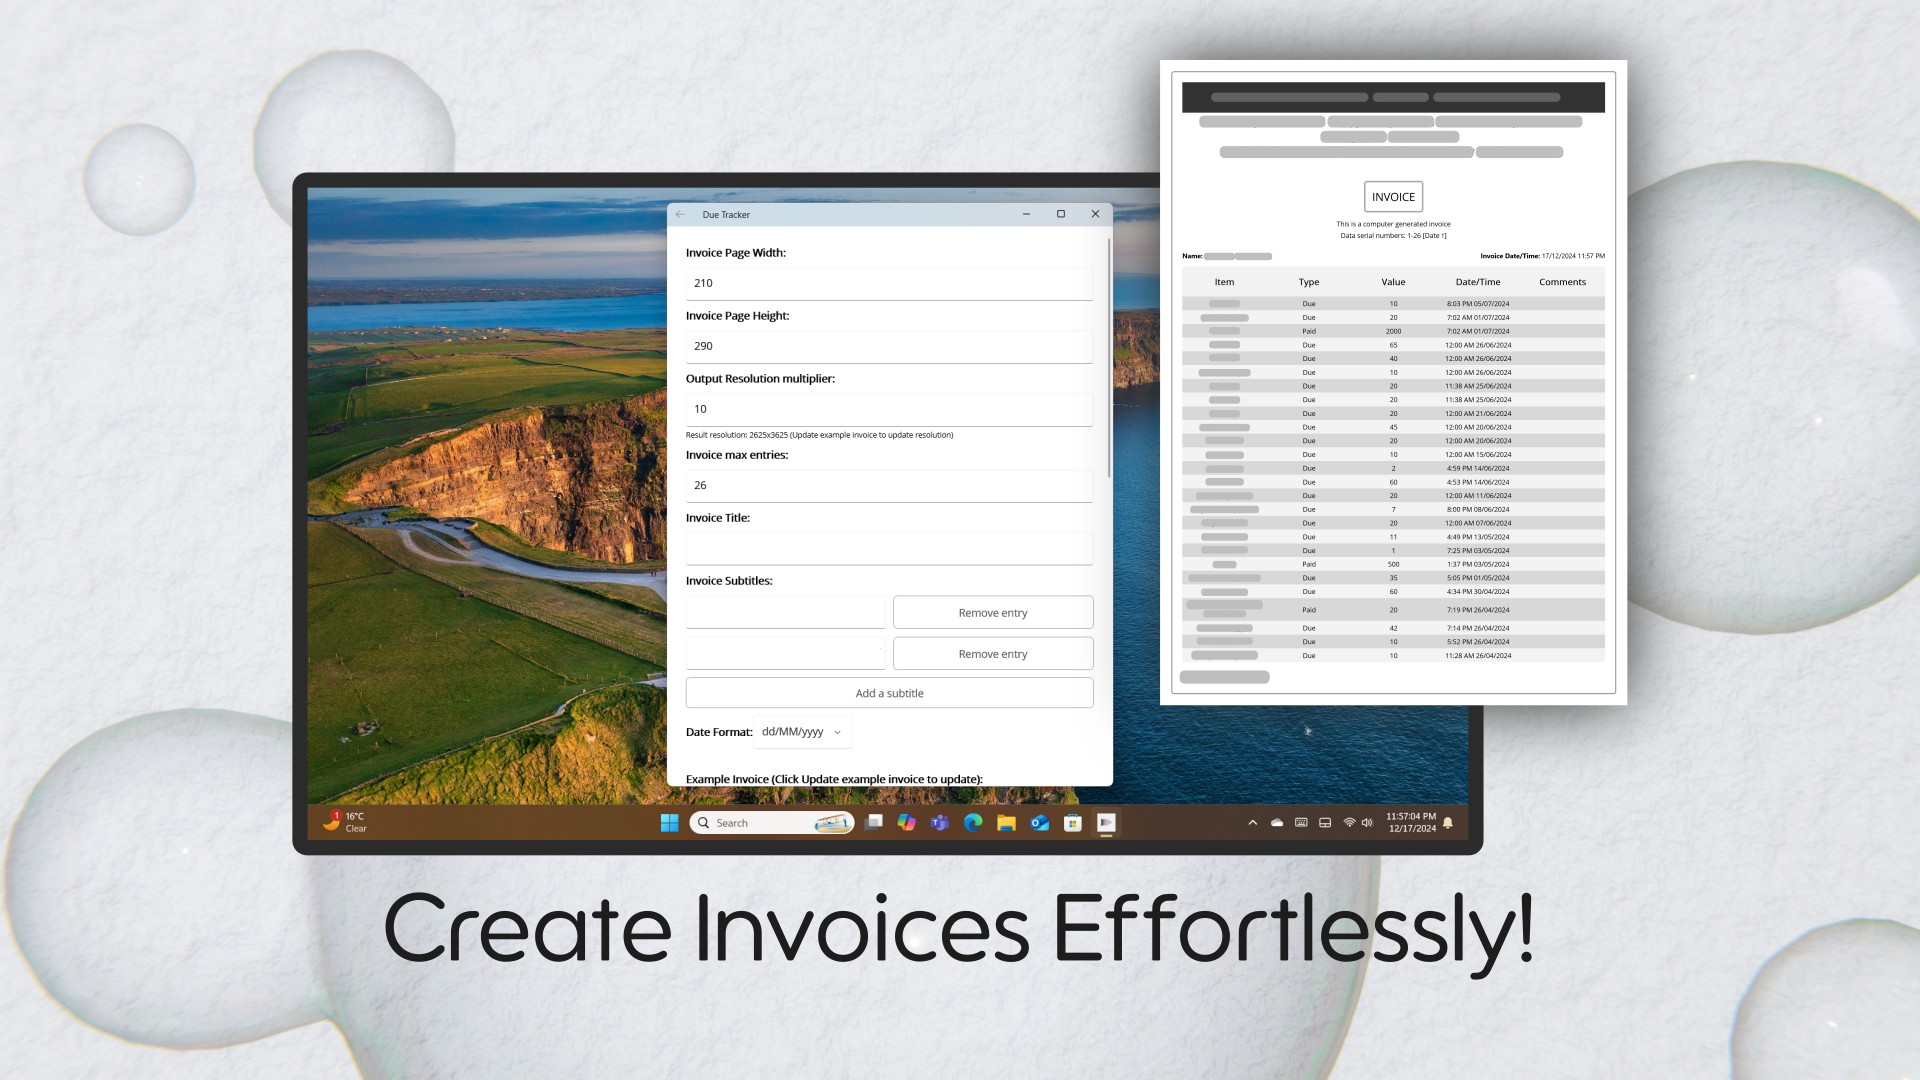 Due Tracker
Invoice Page Width:
210
Invoice Page Height:
290
Output Resolution multiplier:
10
Result resolution: 2625x3625 (Update example invoice to update resolution)
Invoice max entries:
26
Invoice Title:
Invoice Subtitles:
Remove entry
Remove entry
Add a subtitle
Date Format: dd/MM/yyyy
Example Invoice (Click Update example invoice to update):
INVOICE
This is a computer generated invoice
Data serial numbers: 1-26 [Date !]
Name: Invoice Date/Time: 17/12/2024 11:57 PM
Item Type Value Date/Time Comments
Due 10 8:03 PM 05/07/2024
Due 20 7:02 AM 01/07/2024
Paid 2000 7:02 AM 01/07/2024
Due 65 12:00 AM 26/06/2024
Due 40 12:00 AM 26/06/2024
Due 10 12:00 AM 26/06/2024
Due 20 11:38 AM 25/06/2024
Due 20 11:38 AM 25/06/2024
Due 20 12:00 AM 21/06/2024
Due 45 12:00 AM 20/06/2024
Due 20 12:00 AM 20/06/2024
Due 10 12:00 AM 15/06/2024
Due 2 4:59 PM 14/06/2024
Due 60 4:53 PM 14/06/2024
Due 20 12:00 AM 11/06/2024
Due 7 8:00 PM 08/06/2024
Due 20 12:00 AM 07/06/2024
Due 11 4:49 PM 13/05/2024
Due 1 7:25 PM 03/05/2024
Paid 500 1:37 PM 03/05/2024
Due 35 5:05 PM 01/05/2024
Due 60 4:34 PM 30/04/2024
Paid 20 7:19 PM 26/04/2024
Due 42 7:14 PM 26/04/2024
Due 10 5:52 PM 26/04/2024
Due 10 11:28 AM 26/04/2024
1
16°C
Clear
Search
11:57:04 PM
12/17/2024
Create Invoices Effortlessly!